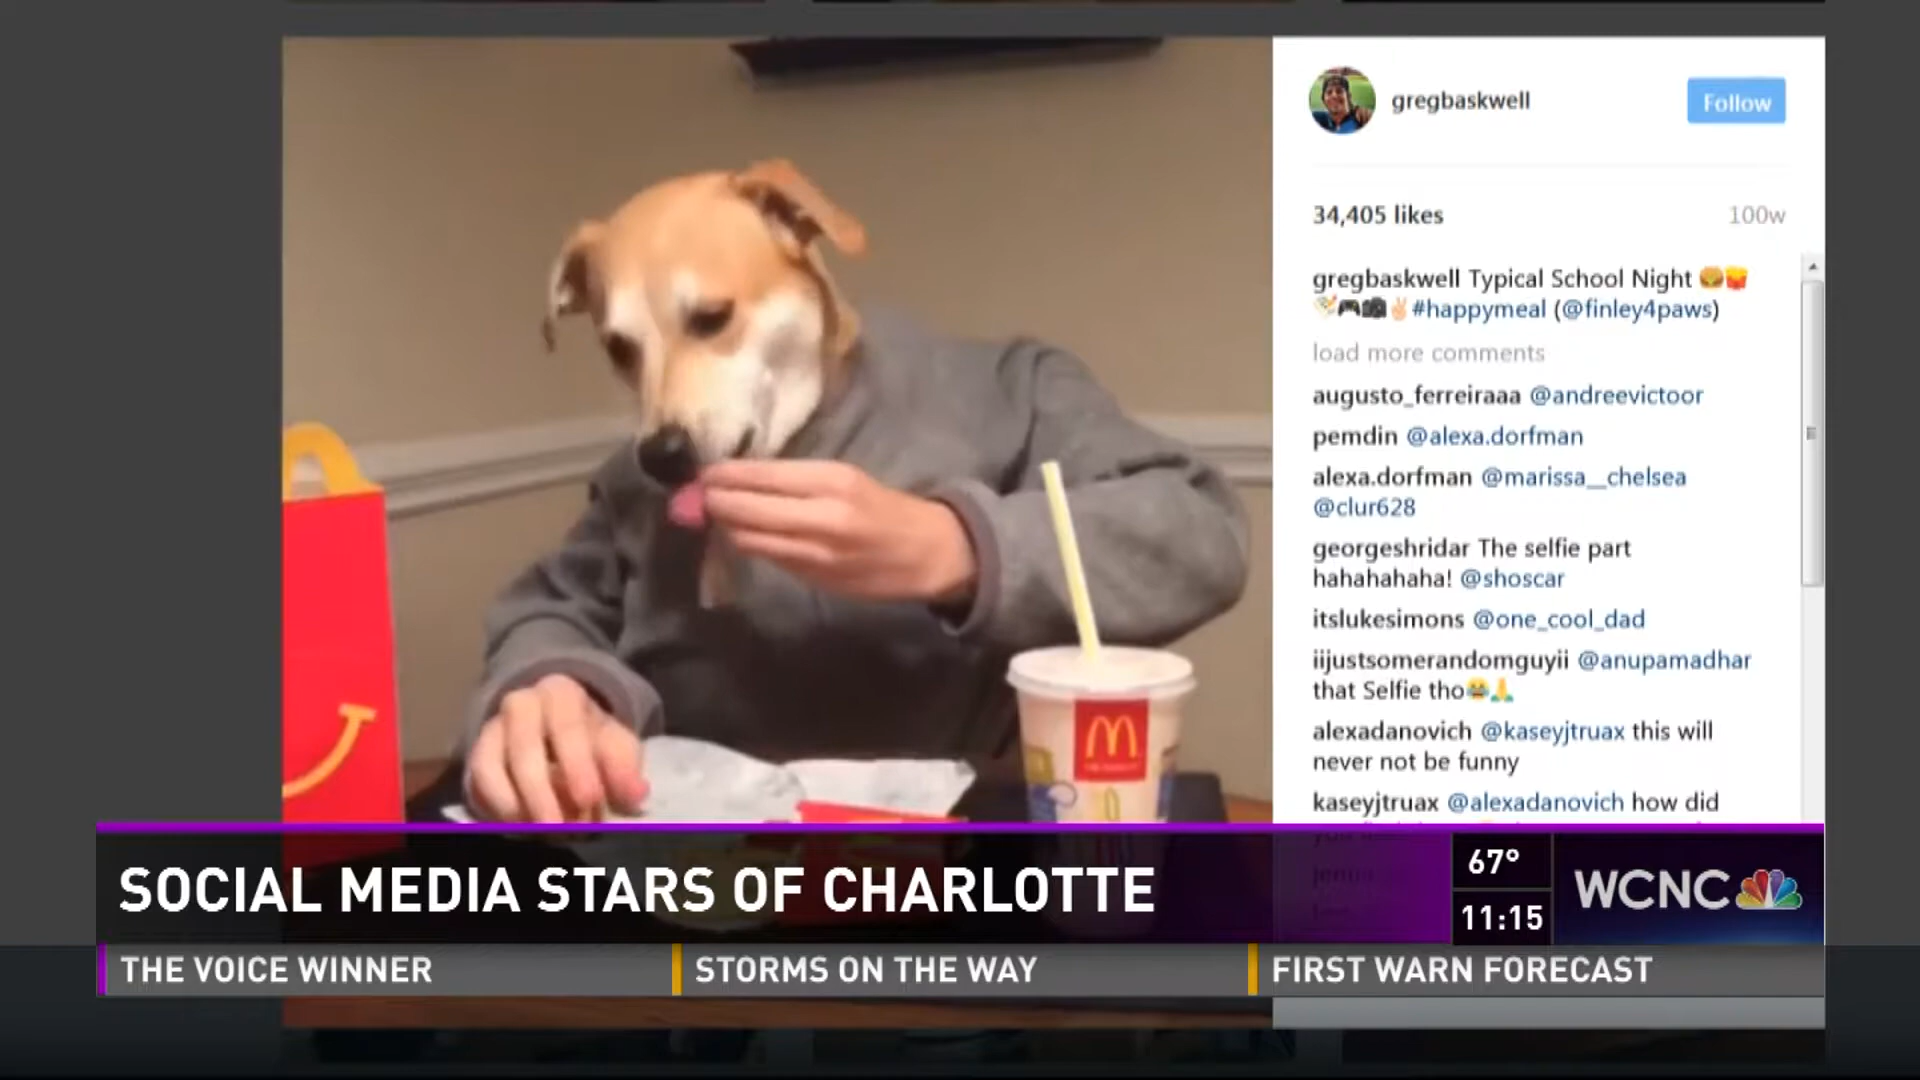 gregbaskwell
Follow
34,405 likes
100w
gregbaskwell Typical School Night 🍔🍟
🎮📷✌🏻#happymeal (@finley4paws)
load more comments
augusto_ferreiraaa @andreevictoor
pemdin @alexa.dorfman
alexa.dorfman @marissa__chelsea
@clur628
georgeshridar The selfie part
hahahahaha! @shoscar
itslukesimons @one_cool_dad
iijustsomerandomguyii @anupamadhar
that Selfie tho😂🙏
alexadanovich @kaseyjtruax this will
never not be funny
kaseyjtruax @alexadanovich how did
SOCIAL MEDIA STARS OF CHARLOTTE
67°
11:15
WCNC
THE VOICE WINNER
STORMS ON THE WAY
FIRST WARN FORECAST